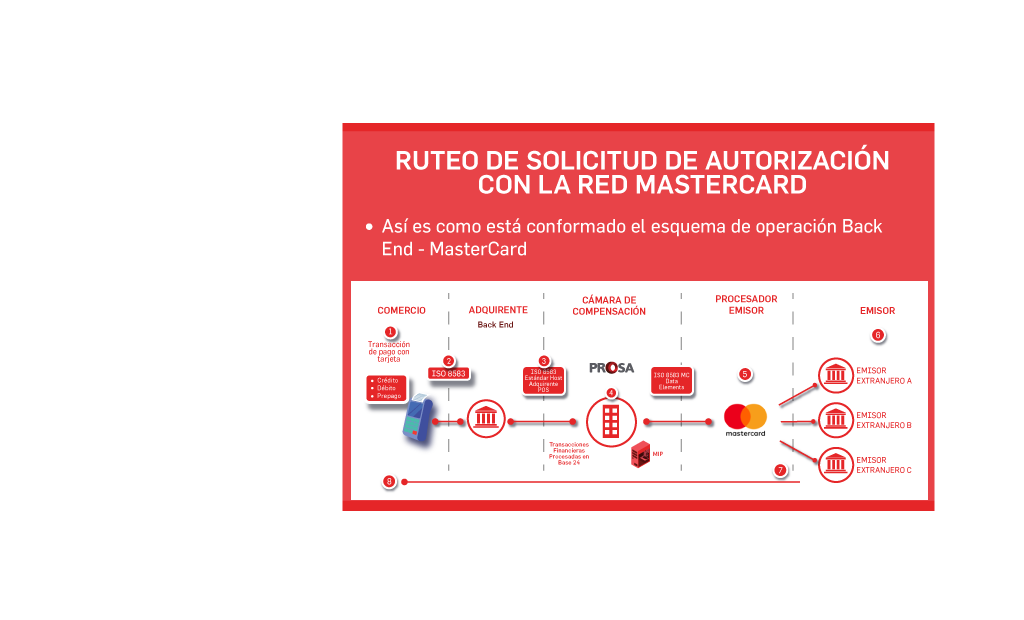 RUTEO DE SOLICITUD DE AUTORIZACIÓN
CON LA RED MASTERCARD
• Así es como está conformado el esquema de operación Back
End - MasterCard
COMERCIO
1
Transacción
de pago con
tarjeta
• Crédito
• Débito
• Prepago
2
ISO 8583
ADQUIRENTE
Back End
3
ISO 8583
Estándar Host
Adquirente
POS
CÁMARA DE
COMPENSACIÓN
PROSA
4
Transacciones
Financieras
Procesadas en
Base 24
MIP
ISO 8583 MC
Data
Elements
PROCESADOR
EMISOR
5
mastercard
EMISOR
6
EMISOR
EXTRANJERO A
EMISOR
EXTRANJERO B
EMISOR
EXTRANJERO C
7
8